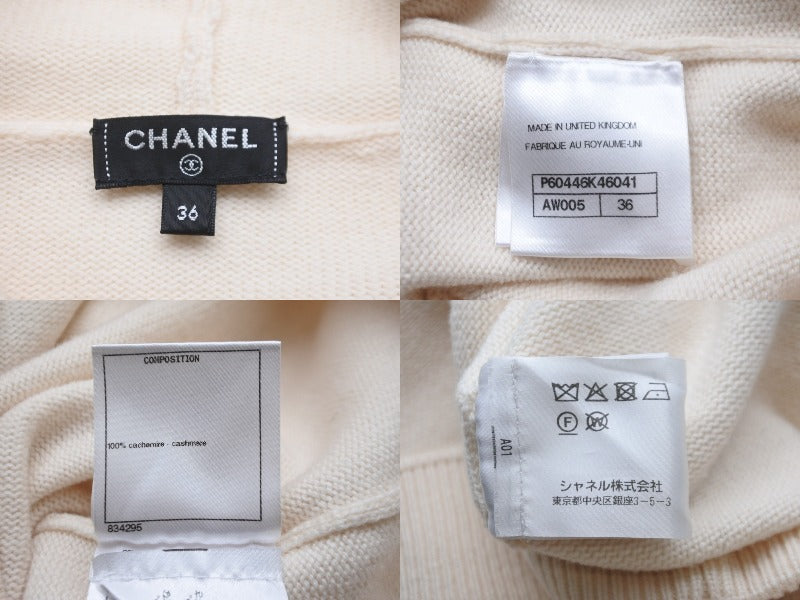 CHANEL
36
MADE IN UNITED KINGDOM
FABRIQUE AU ROYAUME-UNI
P60446K46041
AW005 36
COMPOSITION
100% cachemire - cashmere
834295
A01
F
W
シャネル株式会社
東京都中央区銀座3-5-3